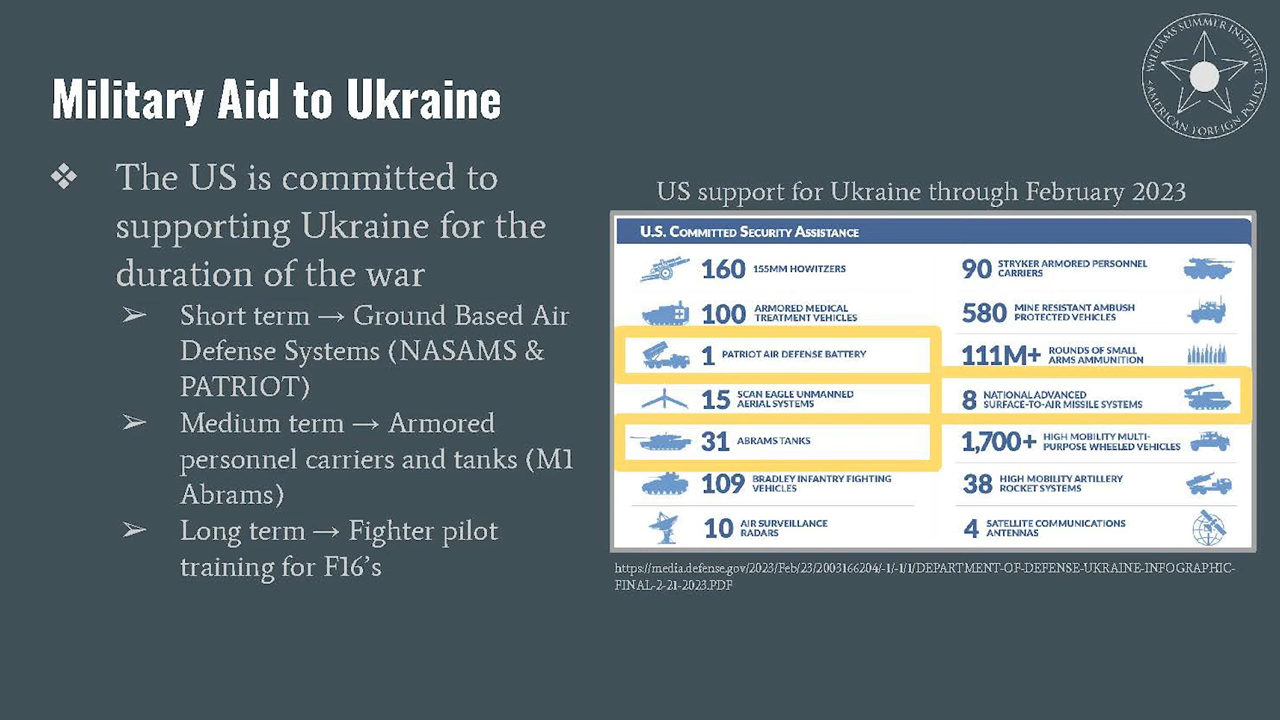 WILLIAMS SUMMER INSTITUTE
AMERICAN FOREIGN POLICY
Military Aid to Ukraine
❖ The US is committed to
supporting Ukraine for the
duration of the war
➢ Short term → Ground Based Air
Defense Systems (NASAMS &
PATRIOT)
➢ Medium term → Armored
personnel carriers and tanks (M1
Abrams)
➢ Long term → Fighter pilot
training for F16’s
US support for Ukraine through February 2023
U.S. COMMITTED SECURITY ASSISTANCE
160 155MM HOWITZERS
100 ARMORED MEDICAL
TREATMENT VEHICLES
1 PATRIOT AIR DEFENSE BATTERY
15 SCAN EAGLE UNMANNED
AERIAL SYSTEMS
31 ABRAMS TANKS
109 BRADLEY INFANTRY FIGHTING
VEHICLES
10 AIR SURVEILLANCE
RADARS
90 STRYKER ARMORED PERSONNEL
CARRIERS
580 MINE RESISTANT AMBUSH
PROTECTED VEHICLES
111M+ ROUNDS OF SMALL
ARMS AMMUNITION
8 NATIONAL ADVANCED
SURFACE-TO-AIR MISSILE SYSTEMS
1,700+ HIGH MOBILITY MULTI-
PURPOSE WHEELED VEHICLES
38 HIGH MOBILITY ARTILLERY
ROCKET SYSTEMS
4 SATELLITE COMMUNICATIONS
ANTENNAS
https://media.defense.gov/2023/Feb/23/2003166204/-1/-1/1/DEPARTMENT-OF-DEFENSE-UKRAINE-INFOGRAPHIC-
FINAL-2-21-2023.PDF